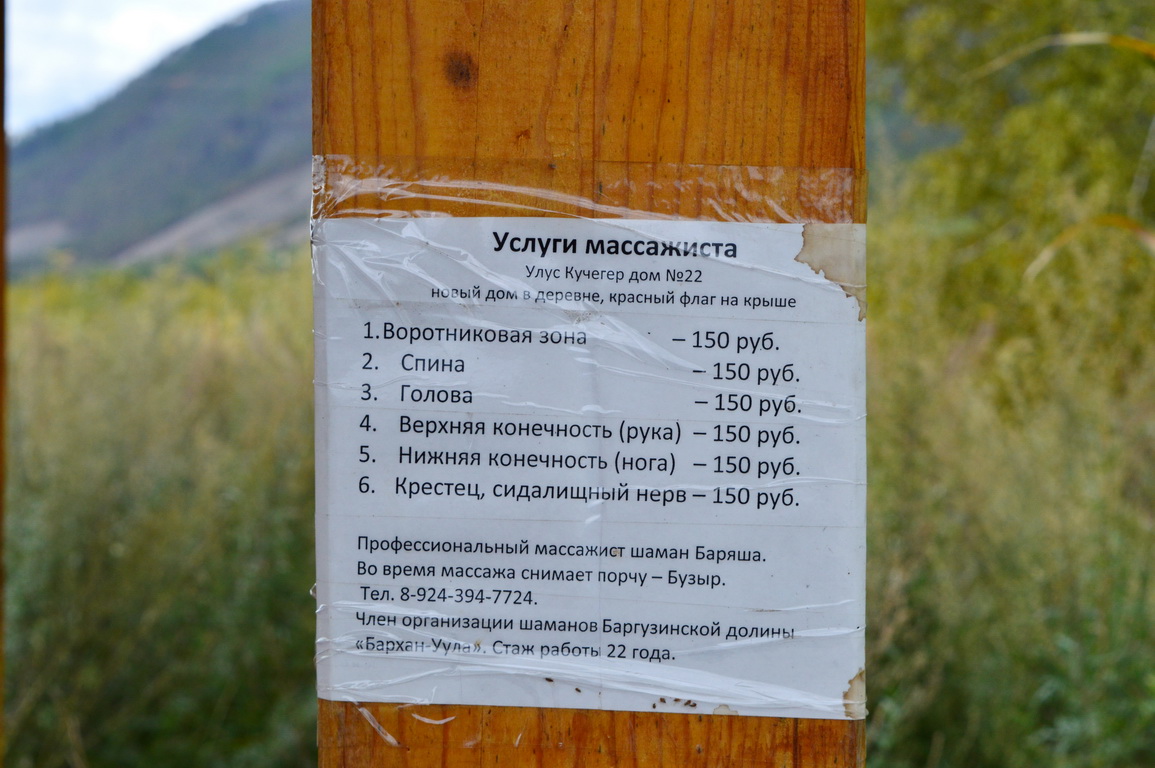 Услуги массажиста
Улус Кучегер дом №22
новый дом в деревне, красный флаг на крыше
1.Воротниковая зона – 150 руб.
2. Спина – 150 руб.
3. Голова – 150 руб.
4. Верхняя конечность (рука) – 150 руб.
5. Нижняя конечность (нога) – 150 руб.
6. Крестец, сидалищный нерв – 150 руб.
Профессиональный массажист шаман Баряша.
Во время массажа снимает порчу – Бузыр.
Тел. 8-924-394-7724.
Член организации шаманов Баргузинской долины
«Бархан-Уула». Стаж работы 22 года.